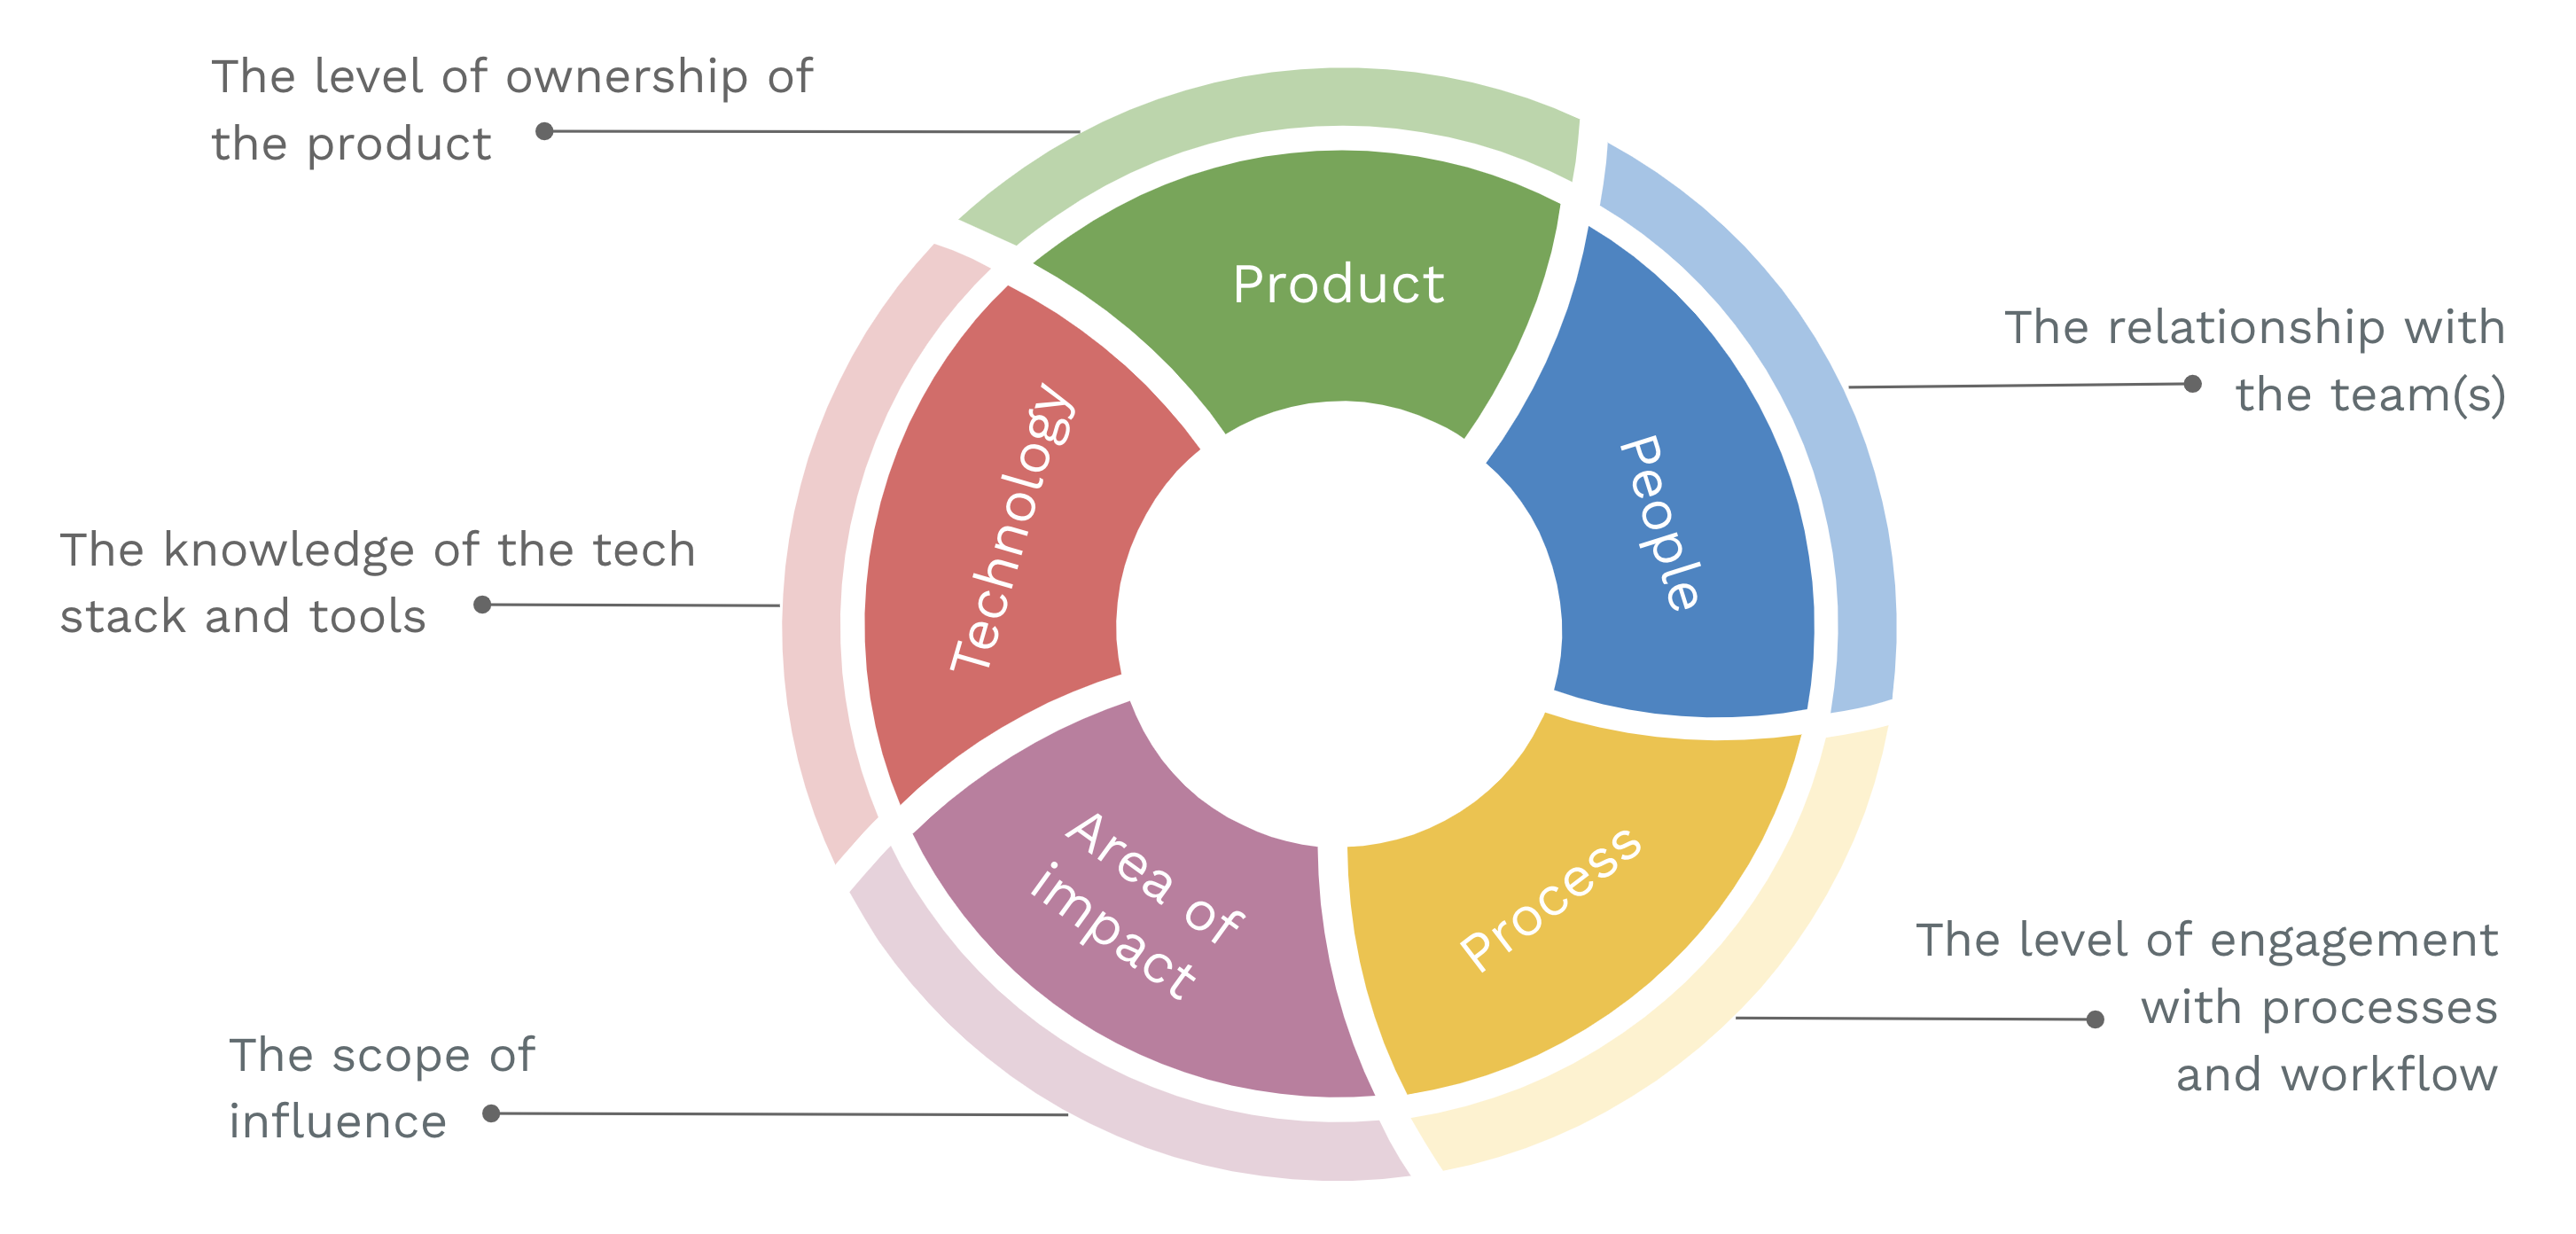 The level of ownership of
the product
Product
The relationship with
the team(s)
People
Technology
The knowledge of the tech
stack and tools
Area of
impact
Process
The level of engagement
with processes
and workflow
The scope of
influence